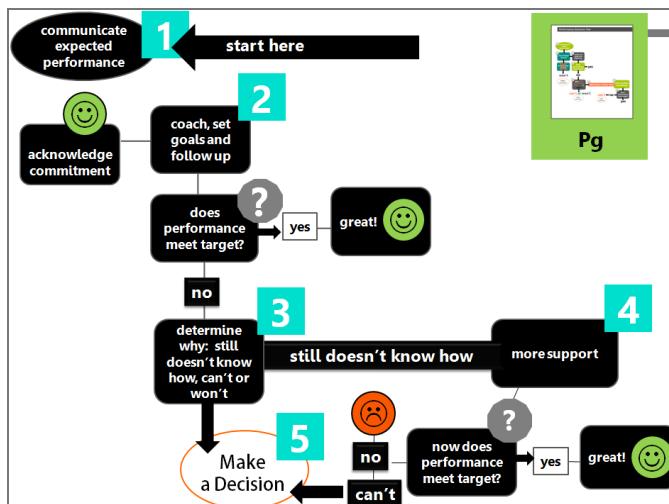 communicate
expected
performance
1
start here
Pg
2
coach, set
goals and
follow up
acknowledge
commitment
does
performance
meet target?
?
yes
great!
no
3
determine
why: still
doesn't know
how, can't or
won't
still doesn't know how
4
more support
5
Make
a Decision
no
can't
?
now does
performance
meet target?
yes
great!